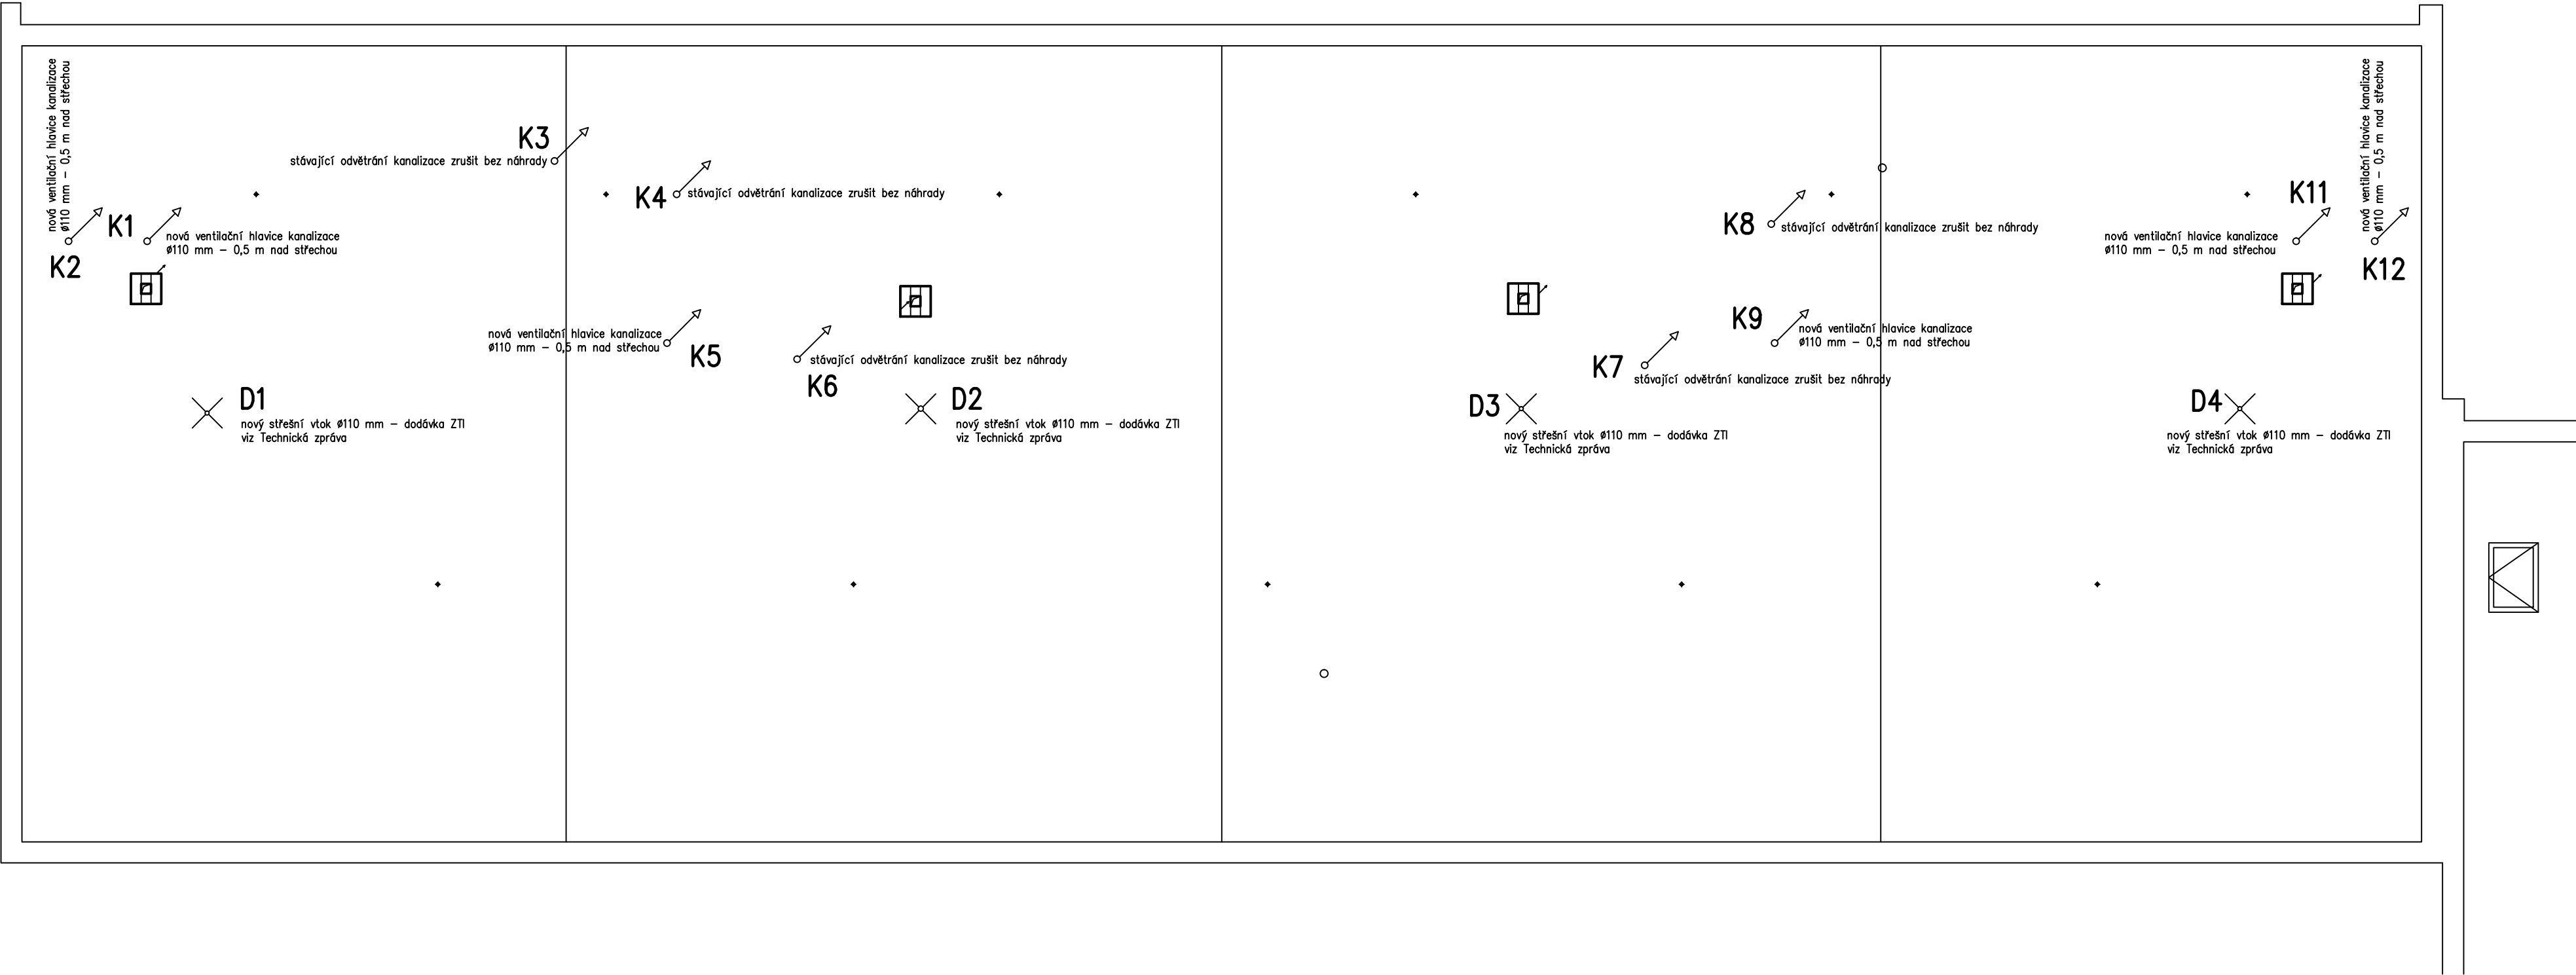 nová ventilační hlavice kanalizace
ø110 mm – 0,5 m nad střechou
K2
K1
nová ventilační hlavice kanalizace
ø110 mm – 0,5 m nad střechou
K3
stávající odvětrání kanalizace zrušit bez náhrady
K4
stávající odvětrání kanalizace zrušit bez náhrady
nová ventilační hlavice kanalizace
ø110 mm – 0,5 m nad střechou
K5
stávající odvětrání kanalizace zrušit bez náhrady
K6
D1
nový střešní vtok ø110 mm – dodávka ZTI
viz Technická zpráva
D2
nový střešní vtok ø110 mm – dodávka ZTI
viz Technická zpráva
K8
stávající odvětrání kanalizace zrušit bez náhrady
K9
nová ventilační hlavice kanalizace
ø110 mm – 0,5 m nad střechou
K7
stávající odvětrání kanalizace zrušit bez náhrady
D3
nový střešní vtok ø110 mm – dodávka ZTI
viz Technická zpráva
K11
nová ventilační hlavice kanalizace
ø110 mm – 0,5 m nad střechou
nová ventilační hlavice kanalizace
ø110 mm – 0,5 m nad střechou
K12
D4
nový střešní vtok ø110 mm – dodávka ZTI
viz Technická zpráva